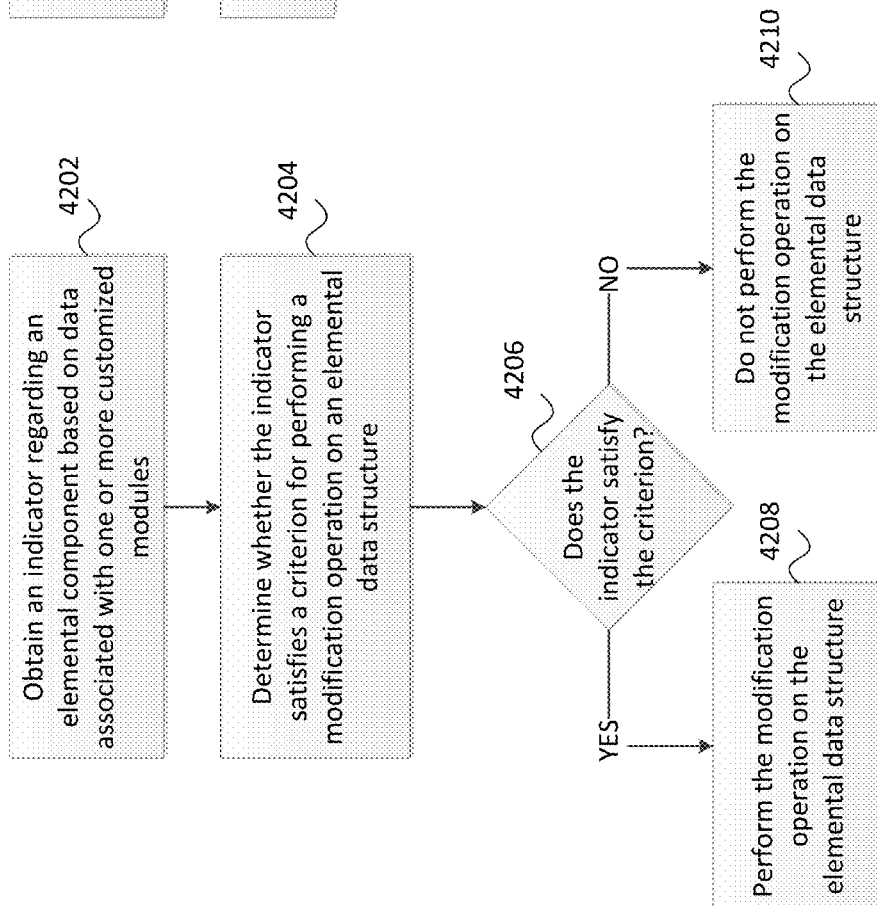 4202
Obtain an indicator regarding an
elemental component based on data
associated with one or more customized
modules
4204
Determine whether the indicator
satisfies a criterion for performing a
modification operation on an elemental
data structure
4206
Does the
indicator satisfy
the criterion?
YES
NO
4208
Perform the modification
operation on the
elemental data structure
4210
Do not perform the
modification operation on
the elemental data
structure